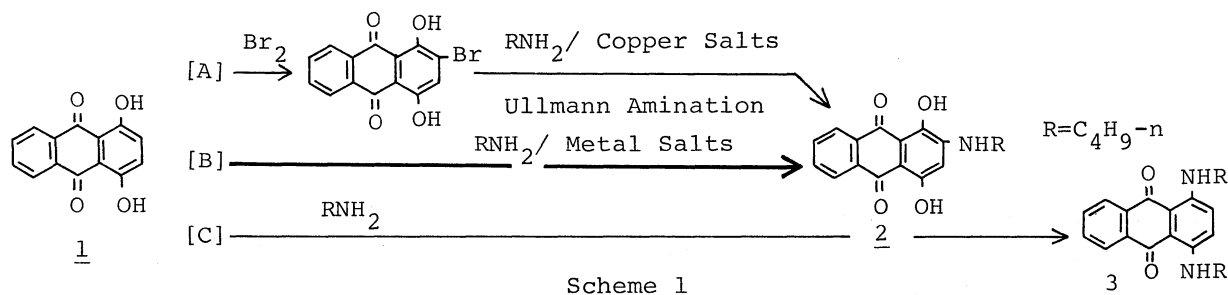 [A] Br2 O OH Br O OH RNH2/ Copper Salts
Ullmann Amination
O OH O OH 1
[B] RNH2/ Metal Salts O OH NHR O OH 2
R=C4H9-n
[C] RNH2 O NHR O NHR 3
Scheme 1